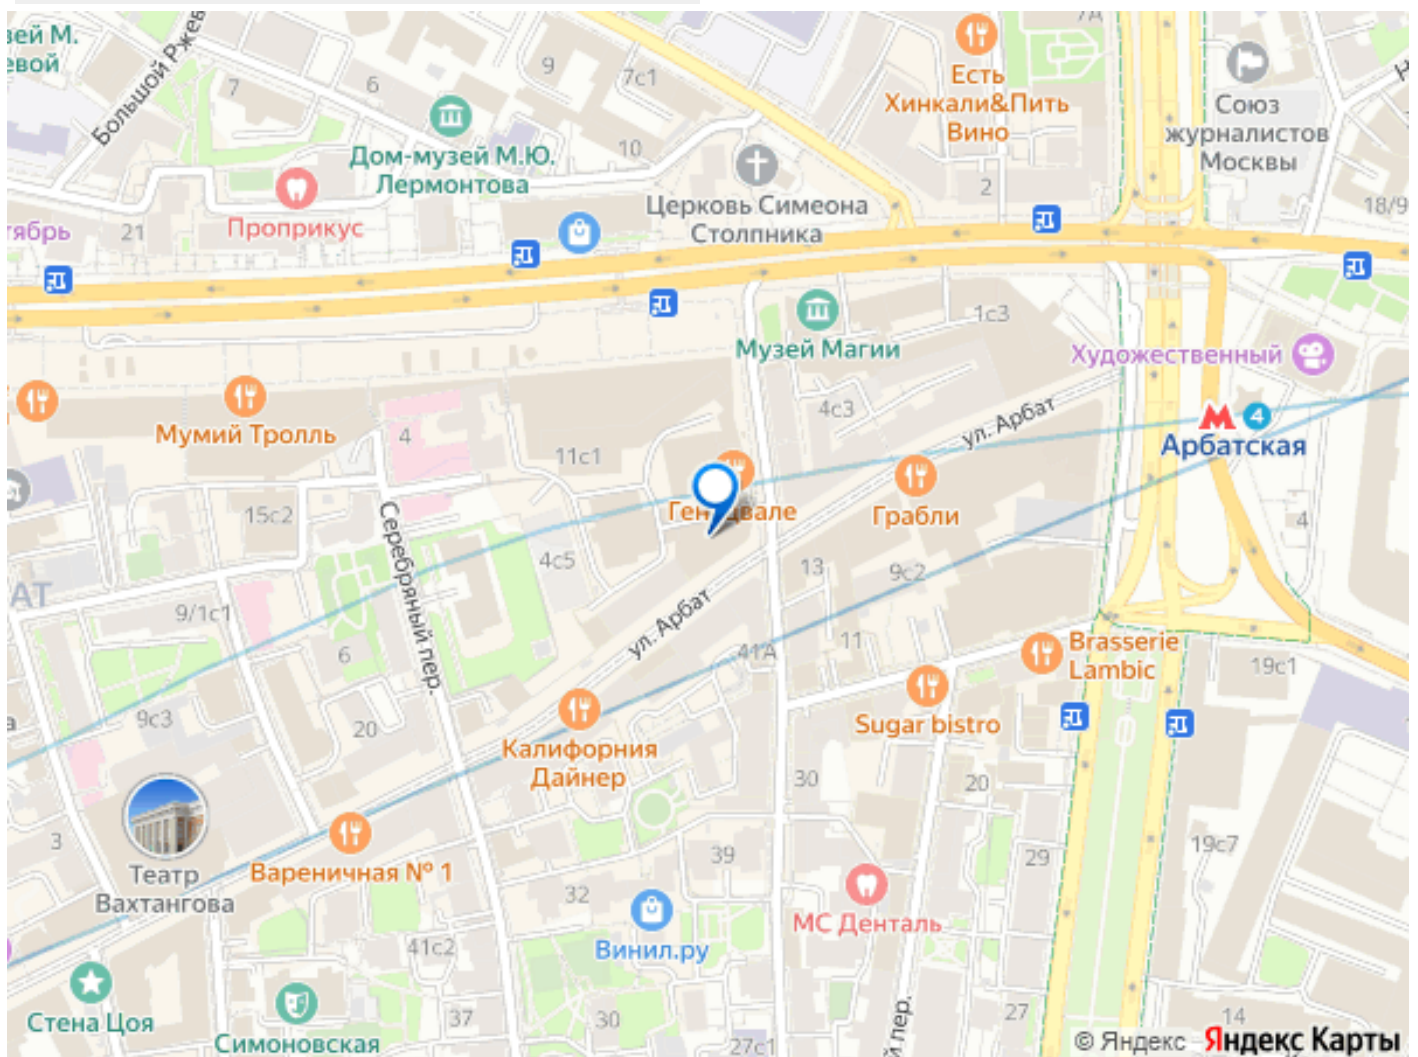 зей М.
евой
Большой Ржев
7
6
9
7с1
7А
Есть
Хинкали&Пить
Вино
Союз
журналистов
Москвы
Дом-музей М.Ю.
Лермонтова
10
2
18/9
Проприкус
тябрь
21
Церковь Симеона
Столпника
Музей Магии
1с3
Художественный
4с3
ул. Арбат
Арбатская
4
Мумий Тролль
4
11с1
15с2
Серебряный пер.
4с5
Грабли
13
9с2
4
АТ
9/1с1
6
ул. Арбат
41А
11
Brasserie
Lambic
19с1
а
9с3
20
Калифорния
Дайнер
Sugar bistro
30
20
3
Театр
Вахтангова
Вареничная № 1
39
29
19с7
32
МС Денталь
Винил.ру
41с2
Стена Цоя
Симоновская
37
30
27с1
й пер.
27
14
© Яндекс Яндекс Карты